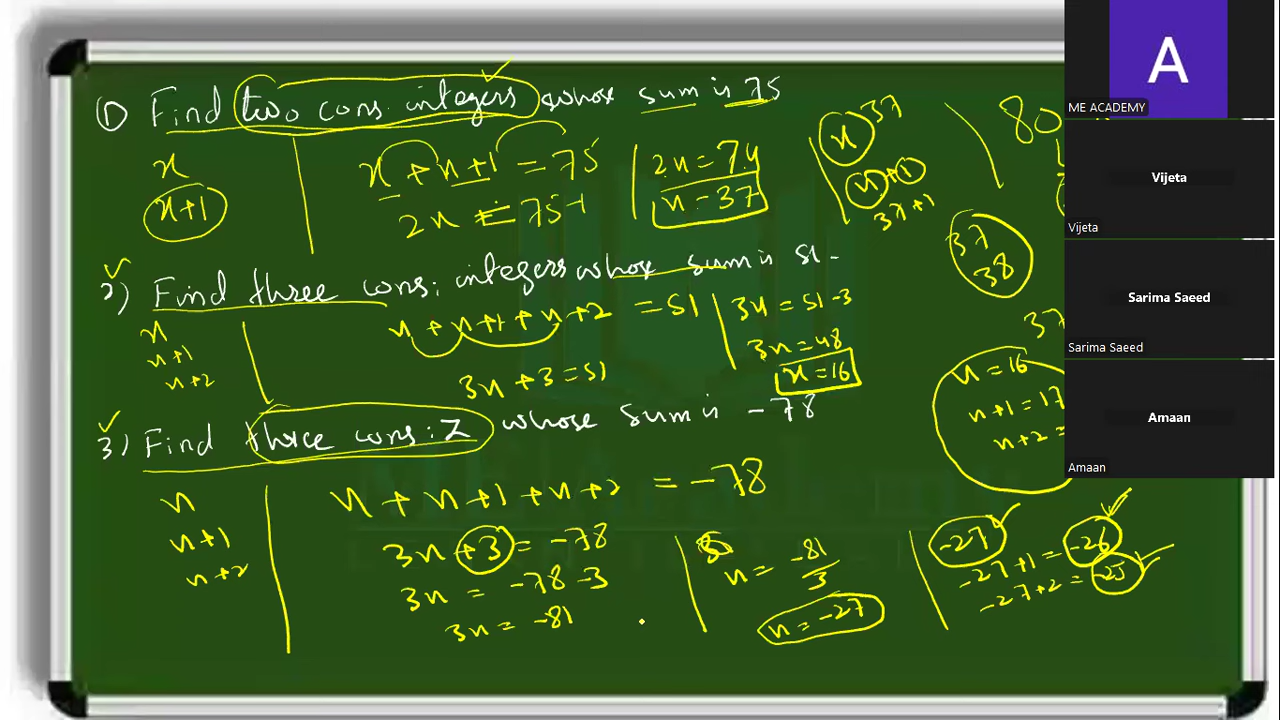 ① Find two cons. integers whose sum is 75
x
x+1
x + x+1 = 75
2x = 75-1
2x = 74
x = 37
x 37
x+1
37+1
80
37
38
2) Find three cons: integers whose sum is 51.
x
x+1
x+2
x + x+1 + x+2 = 51
3x + 3 = 51
3x = 51-3
3x = 48
x = 16
37
x = 16
x+1 = 17
x+2 =
3) Find three cons: Z whose sum is -78
x
x+1
x+2
x + x+1 + x+2 = -78
3x +3 = -78
3x = -78 -3
3x = -81
x = -81/3
x = -27
-27
-27+1 = -26
-27+2 = -25
A
ME ACADEMY
Vijeta
Vijeta
Sarima Saeed
Sarima Saeed
Amaan
Amaan